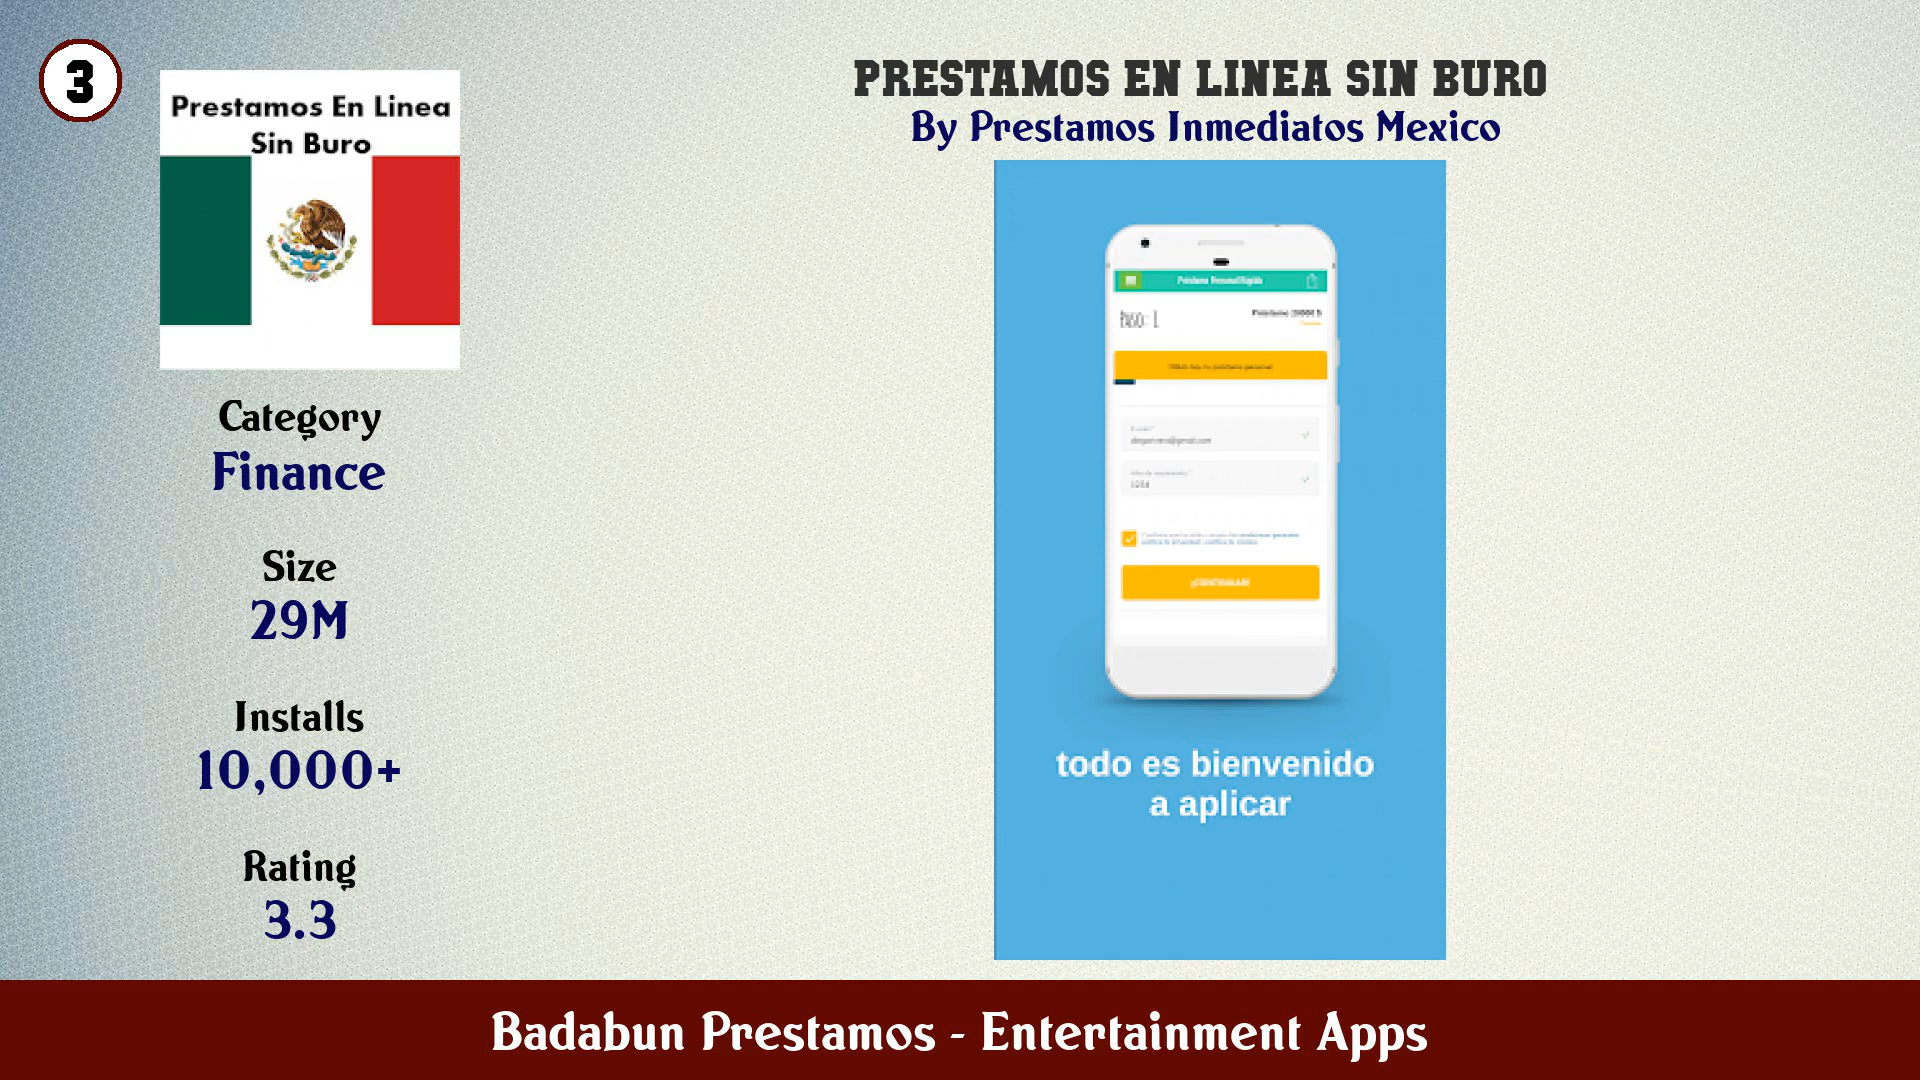 3
Prestamos En Linea
Sin Buro
Category
Finance
Size
29M
Installs
10,000+
Rating
3.3
PRESTAMOS EN LINEA SIN BURO
By Prestamos Inmediatos Mexico
PASO: 1
todo es bienvenido
a aplicar
Badabun Prestamos - Entertainment Apps